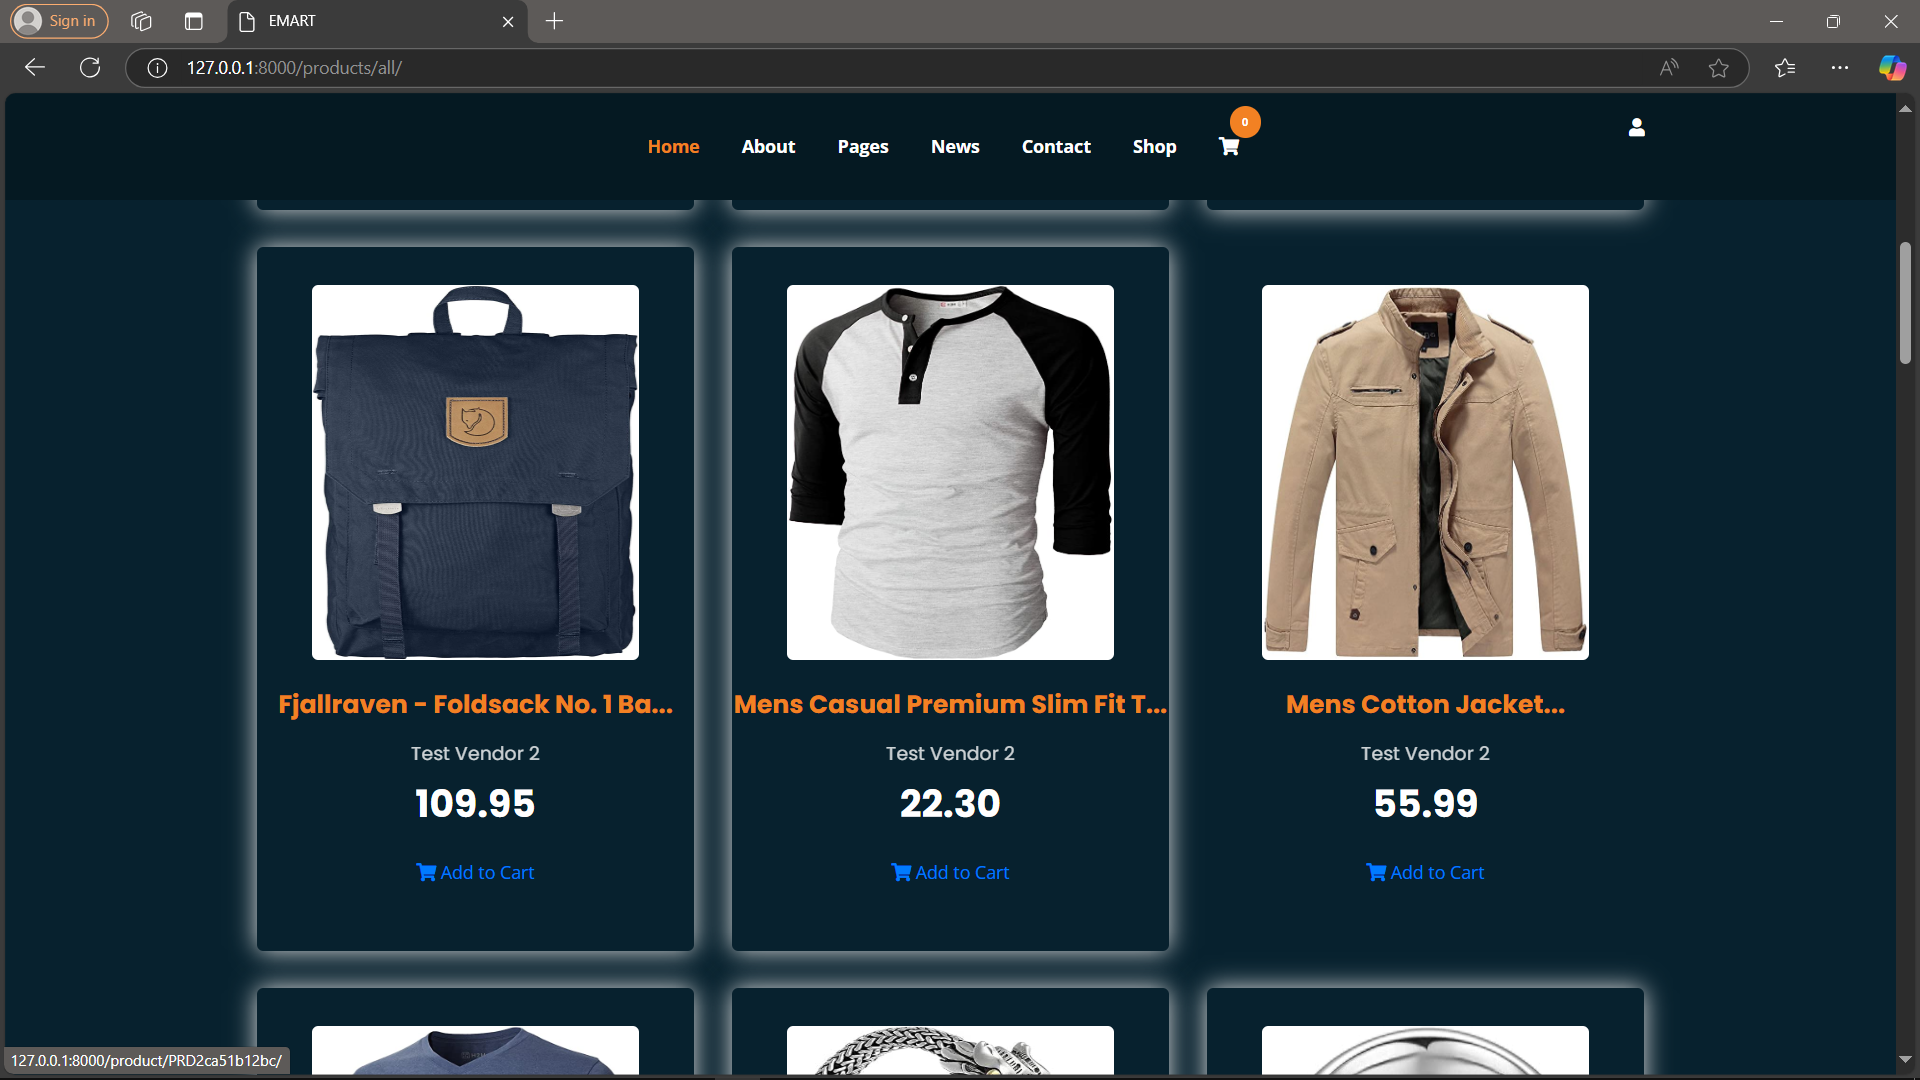 Sign in
EMART
127.0.0.1:8000/products/all/
0
Home
About
Pages
News
Contact
Shop
Fjallraven - Foldsack No. 1 Ba...
Mens Casual Premium Slim Fit T...
Mens Cotton Jacket...
Test Vendor 2
Test Vendor 2
Test Vendor 2
109.95
22.30
55.99
Add to Cart
Add to Cart
Add to Cart
127.0.0.1:8000/product/PRD2ca51b12bc/